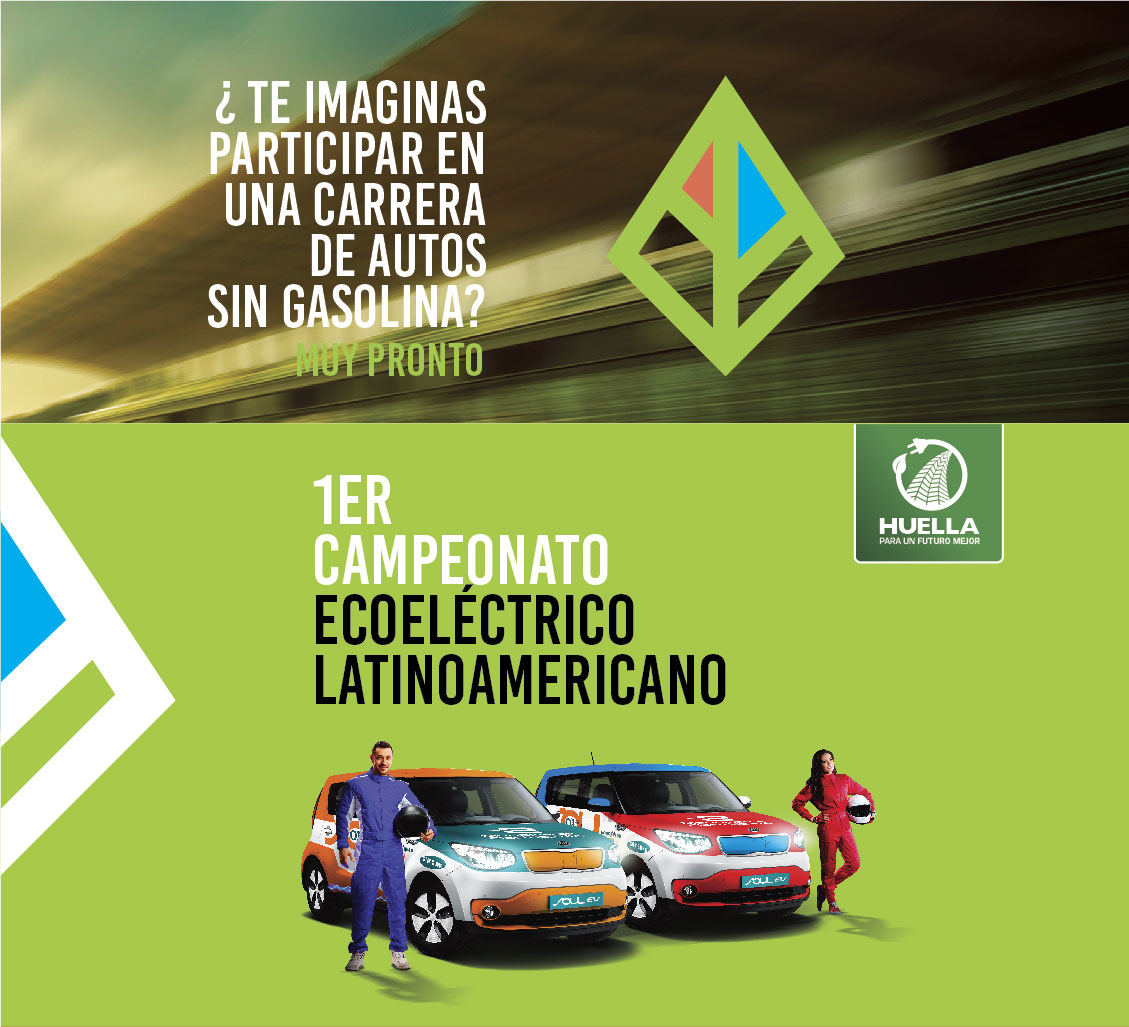 ¿ TE IMAGINAS
PARTICIPAR EN
UNA CARRERA
DE AUTOS
SIN GASOLINA?
MUY PRONTO
HUELLA
PARA UN FUTURO MEJOR
1ER
CAMPEONATO
ECOELÉCTRICO
LATINOAMERICANO
SOUL EV
SOUL EV